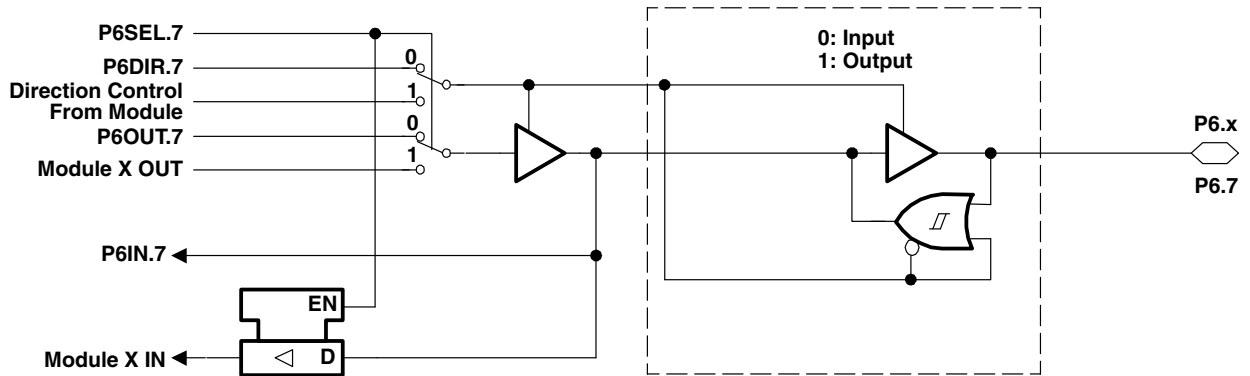 P6SEL.7
0: Input
1: Output
0
P6DIR.7
1
Direction Control
From Module
0
P6OUT.7
1
Module X OUT
P6.x
P6.7
P6IN.7
EN
D
Module X IN